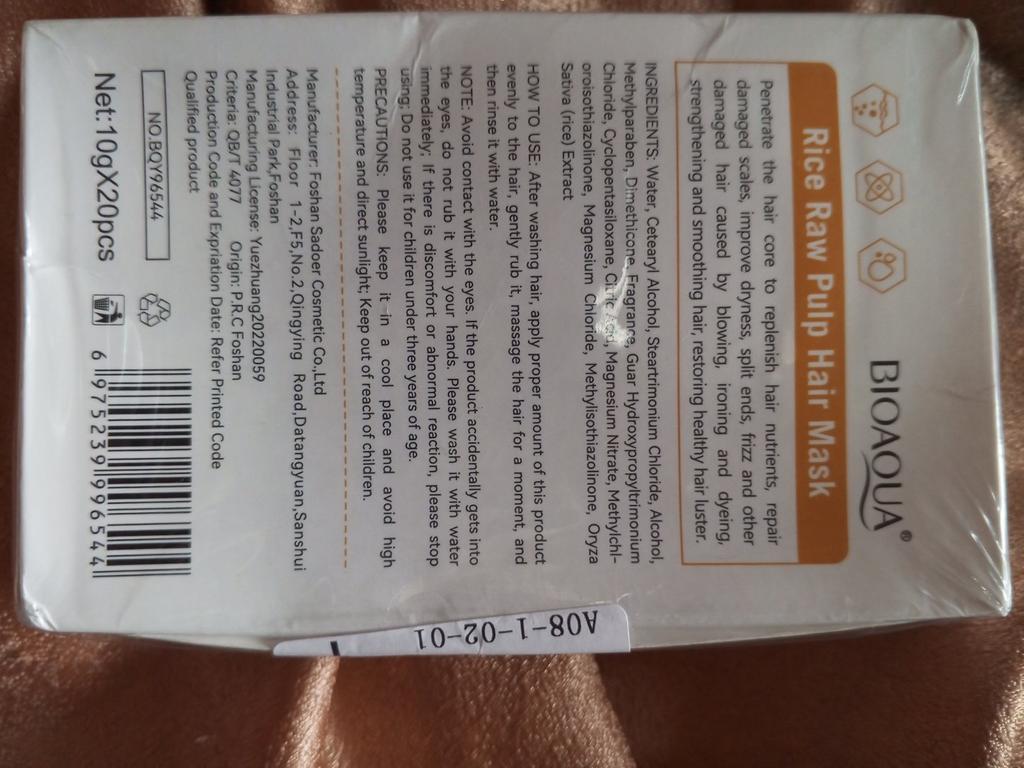 BIOAQUA®
Rice Raw Pulp Hair Mask
Penetrate the hair core to replenish hair nutrients, repair
damaged scales, improve dryness, split ends, frizz and other
damaged hair caused by blowing, ironing and dyeing,
strengthening and smoothing hair, restoring healthy hair luster.
INGREDIENTS: Water, Cetearyl Alcohol, Steartrimonium Chloride, Alcohol,
Methylparaben, Dimethicone, Fragrance, Guar Hydroxypropyltrimonium
Chloride, Cyclopentasiloxane, Citric Acid, Magnesium Nitrate, Methylchl-
oroisothiazolinone, Magnesium Chloride, Methylisothiazolinone, Oryza
Sativa (rice) Extract
HOW TO USE: After washing hair, apply proper amount of this product
evenly to the hair, gently rub it, massage the hair for a moment, and
then rinse it with water.
NOTE: Avoid contact with the eyes. If the product accidentally gets into
the eyes, do not rub it with your hands. Please wash it with water
immediately; If there is discomfort or abnormal reaction, please stop
using; Do not use it for children under three years of age.
PRECAUTIONS: Please keep it in a cool place and avoid high
temperature and direct sunlight; Keep out of reach of children.
Manufacturer: Foshan Sadoer Cosmetic Co.,Ltd
Address: Floor 1-2,F5,No.2,Qingying Road,Datangyuan,Sanshui
Industrial Park,Foshan
Manufacturing License: Yuezhuang20220059
Criteria: QB/T 4077 Origin: P.R.C Foshan
Production Code and Expriation Date: Refer Printed Code
Qualified product
NO.BQY96544
Net:10gX20pcs
6 975239 996544
A08-1-02-01